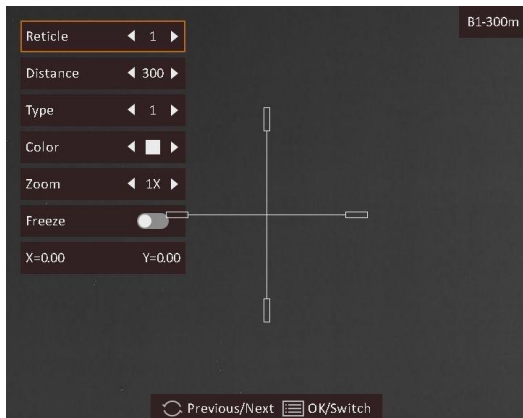 B1-300m
Reticle 1
Distance 300
Type 1
Color
Zoom 1X
Freeze
X=0.00 Y=0.00
Previous/Next OK/Switch